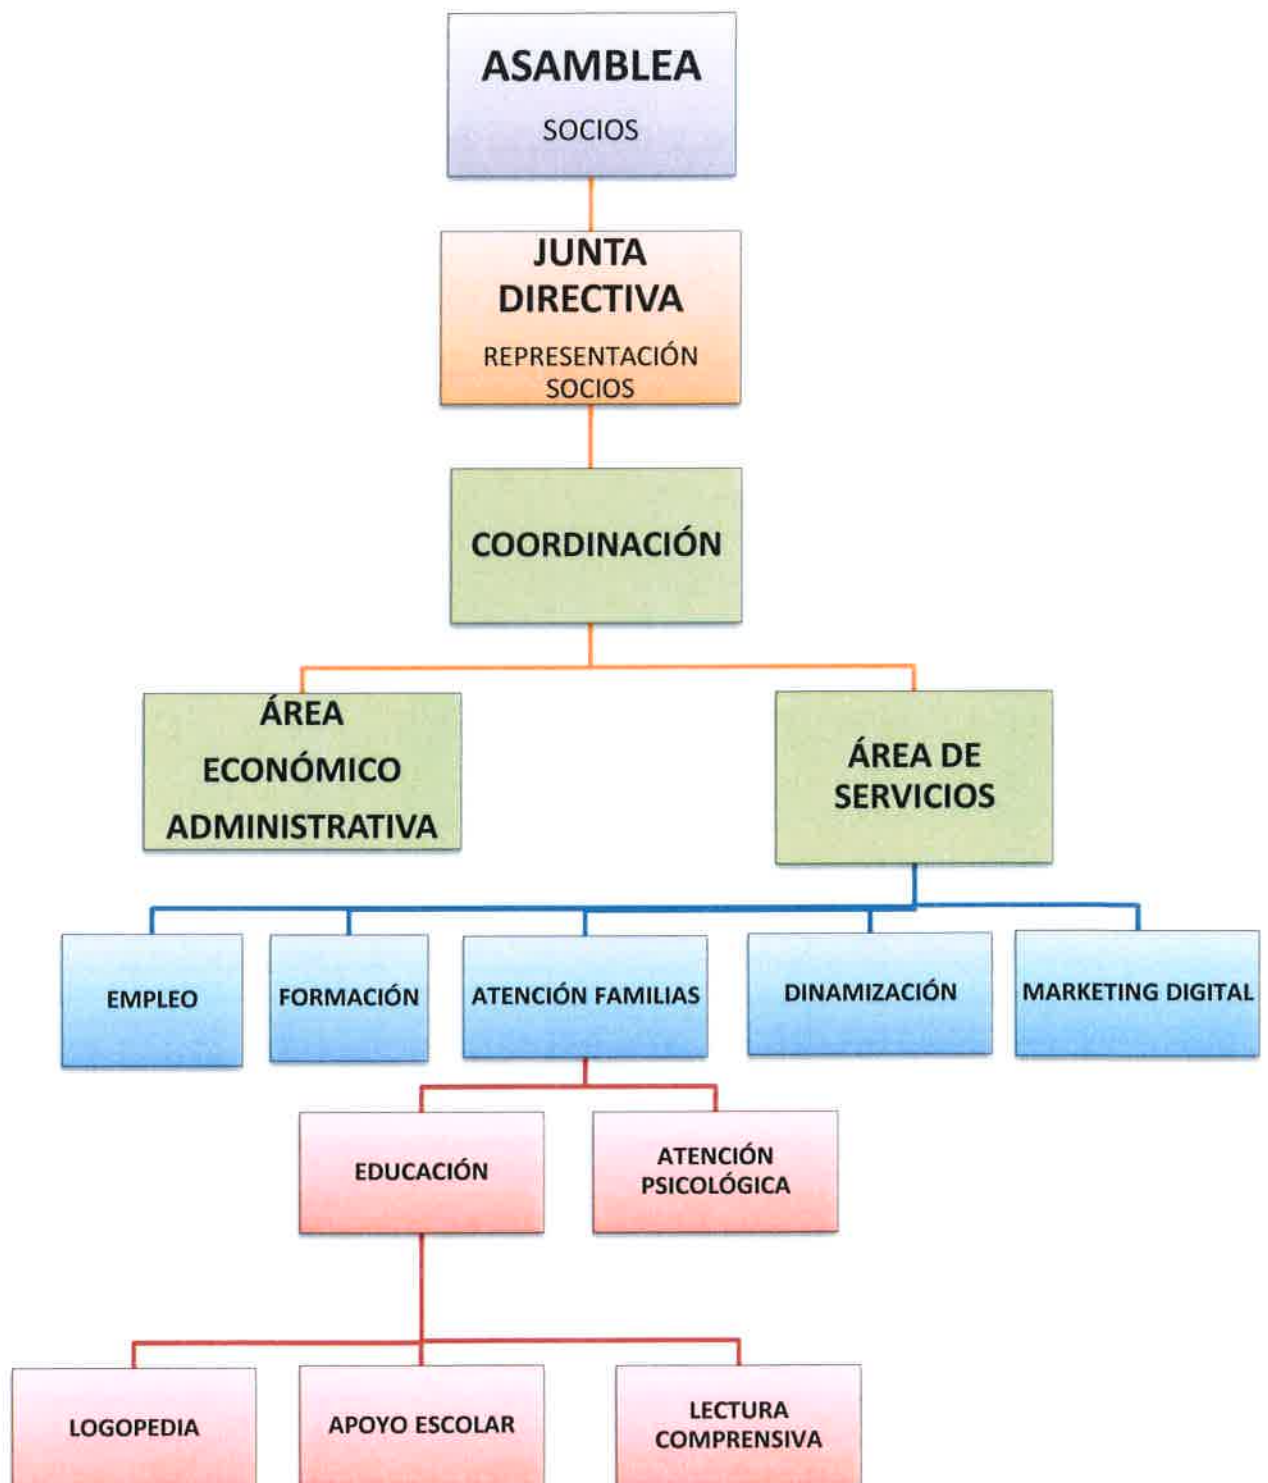 ASAMBLEA
SOCIOS
JUNTA
DIRECTIVA
REPRESENTACIÓN
SOCIOS
COORDINACIÓN
ÁREA
ECONÓMICO
ADMINISTRATIVA
ÁREA DE
SERVICIOS
EMPLEO
FORMACIÓN
ATENCIÓN FAMILIAS
DINAMIZACIÓN
MARKETING DIGITAL
EDUCACIÓN
ATENCIÓN
PSICOLÓGICA
LOGOPEDIA
APOYO ESCOLAR
LECTURA
COMPRENSIVA